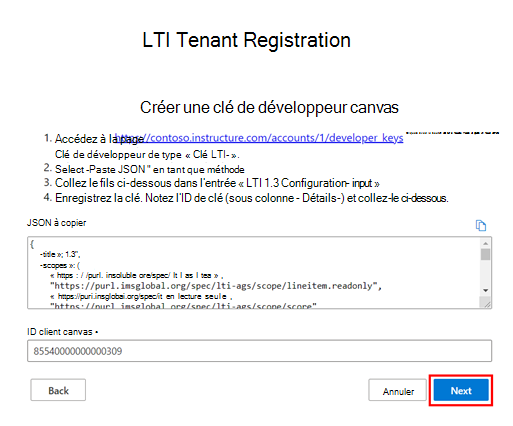 LTI Tenant Registration
Créer une clé de développeur canvas
1. Accédez à la page https://contoso.instructure.com/accounts/1/developer_keys
Clé de développeur de type « Clé LTI- ».
2. Select -Paste JSON " en tant que méthode
3. Collez le fils ci-dessous dans l'entrée « LTI 1.3 Configuration- input »
4. Enregistrez la clé. Notez l'ID de clé (sous colonne - Détails-) et collez-le ci-dessous.
JSON à copier
{
-title »; 1.3",
-scopes »: (
« https : / /purl. insoluble ore/spec/ lt I as I tea » ,
"https://purl.imsglobal.org/spec/lti-ags/scope/lineitem.readonly",
« https://puri.insglobal.org/spec/it en lecture seule ,
"https://purl.imsglobal.org/spec/lti-ags/scope/score"
ID client canvas •
85540000000000309
Back
Annuler
Next